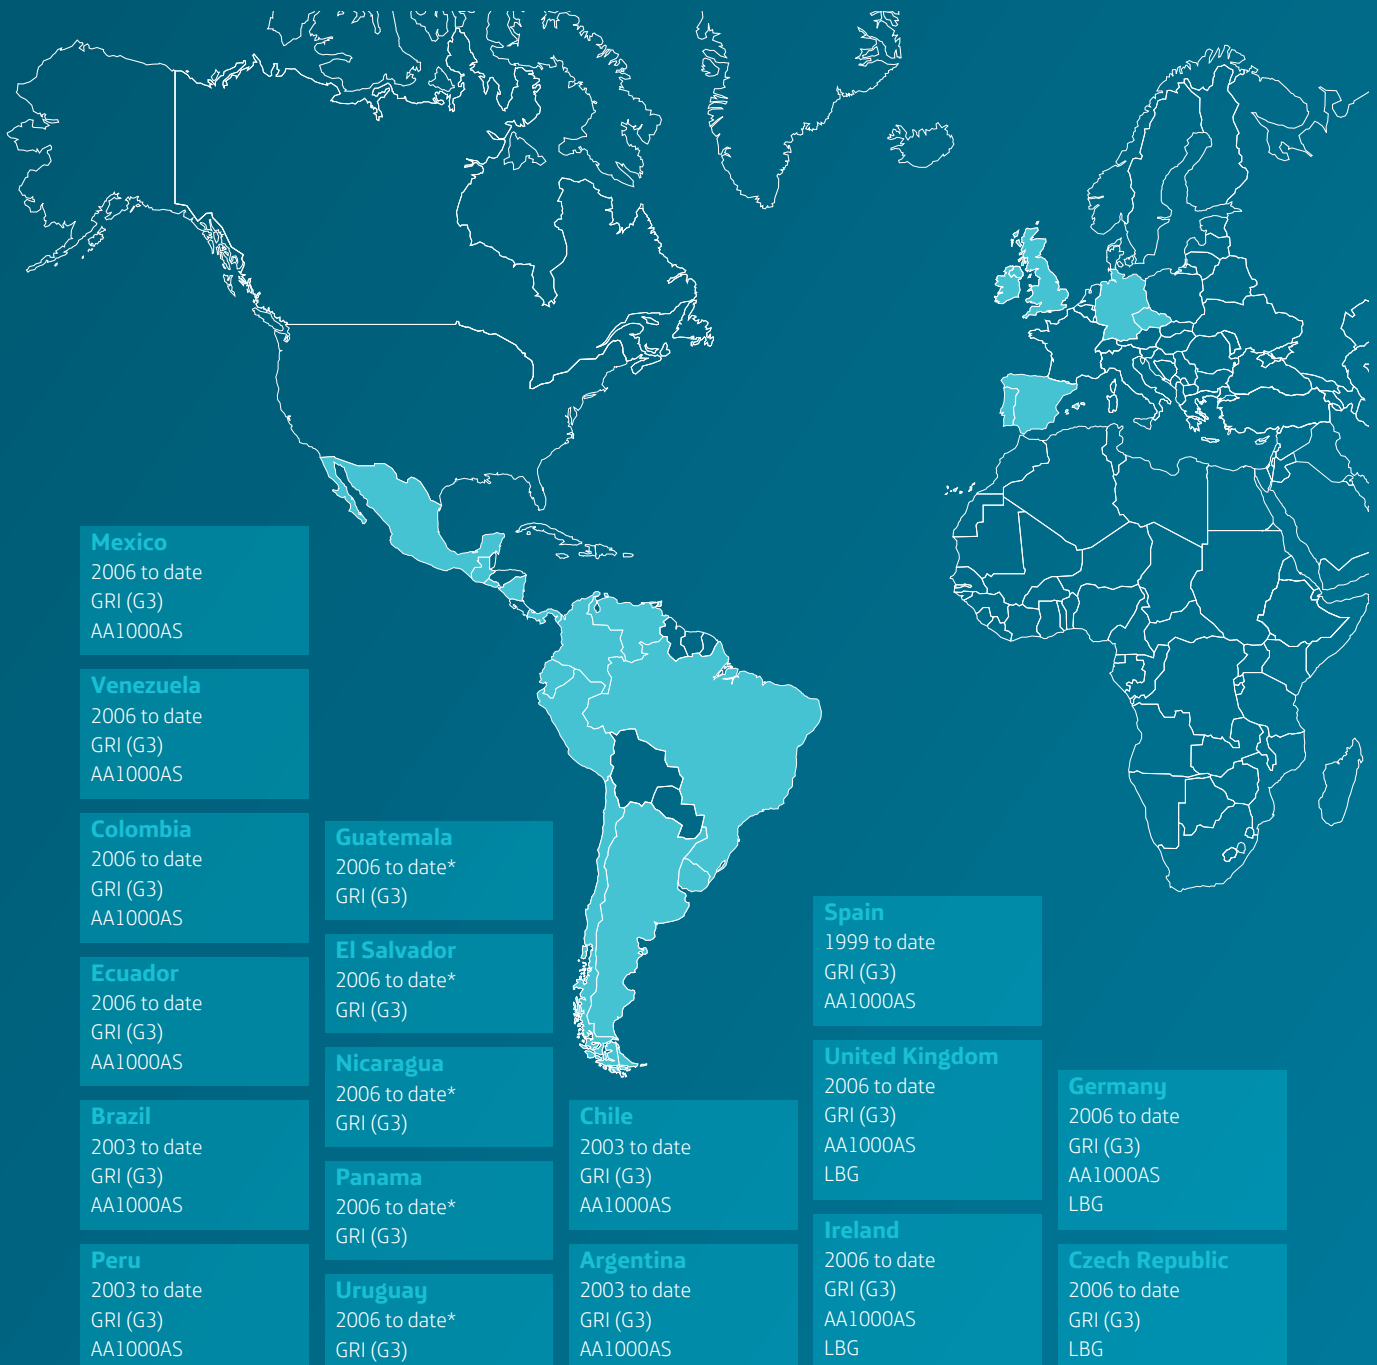 Mexico
2006 to date
GRI (G3)
AA1000AS
Venezuela
2006 to date
GRI (G3)
AA1000AS
Colombia
2006 to date
GRI (G3)
AA1000AS
Ecuador
2006 to date
GRI (G3)
AA1000AS
Brazil
2003 to date
GRI (G3)
AA1000AS
Peru
2003 to date
GRI (G3)
AA1000AS
Guatemala
2006 to date*
GRI (G3)
El Salvador
2006 to date*
GRI (G3)
Nicaragua
2006 to date*
GRI (G3)
Panama
2006 to date*
GRI (G3)
Uruguay
2006 to date*
GRI (G3)
Chile
2003 to date
GRI (G3)
AA1000AS
Argentina
2003 to date
GRI (G3)
AA1000AS
Spain
1999 to date
GRI (G3)
AA1000AS
United Kingdom
2006 to date
GRI (G3)
AA1000AS
LBG
Ireland
2006 to date
GRI (G3)
AA1000AS
LBG
Germany
2006 to date
GRI (G3)
AA1000AS
LBG
Czech Republic
2006 to date
GRI (G3)
LBG